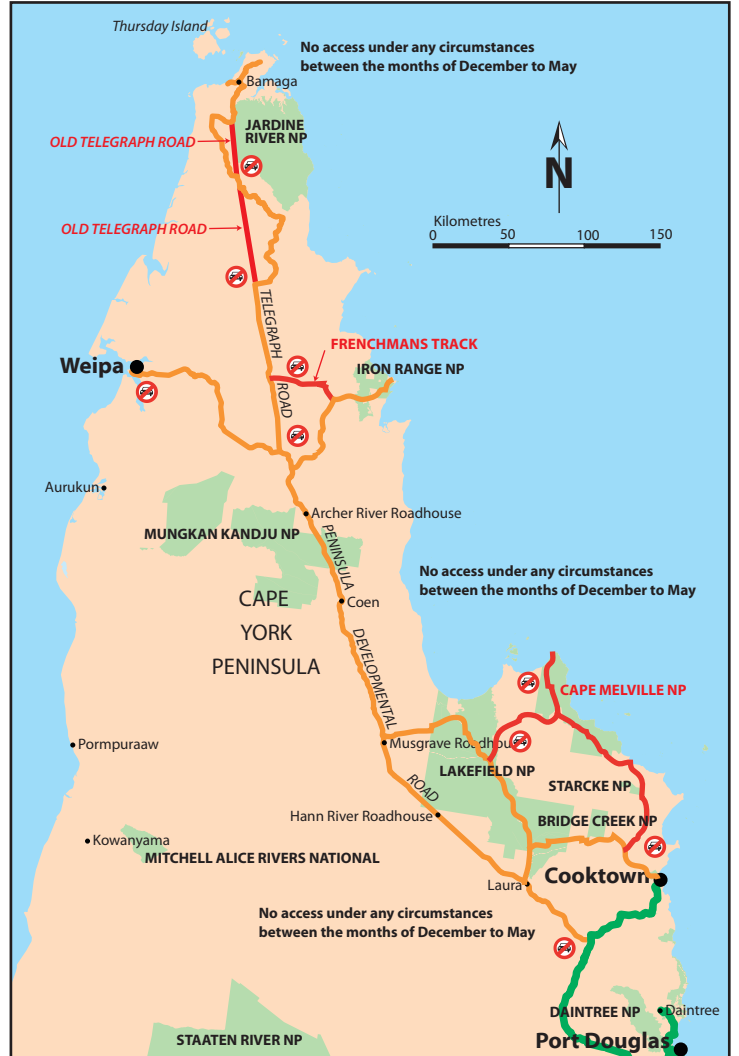 Thursday Island
No access under any circumstances
between the months of December to May
Bamaga
JARDINE
RIVER NP
OLD TELEGRAPH ROAD
N
OLD TELEGRAPH ROAD
Kilometres
0 50 100 150
TELEGRAPH
ROAD
FRENCHMANS TRACK
Weipa
IRON RANGE NP
Aurukun
Archer River Roadhouse
MUNGKAN KANDJU NP
PENINSULA
DEVELOPMENTAL
ROAD
No access under any circumstances
between the months of December to May
CAPE
YORK
PENINSULA
Coen
CAPE MELVILLE NP
Pormpuraaw
Musgrave Roadhou
LAKEFIELD NP
STARCKE NP
Hann River Roadhouse
BRIDGE CREEK NP
Kowanyama
MITCHELL ALICE RIVERS NATIONAL
Laura
Cooktown
No access under any circumstances
between the months of December to May
DAINTREE NP
Daintree
STAATEN RIVER NP
Port Douglas